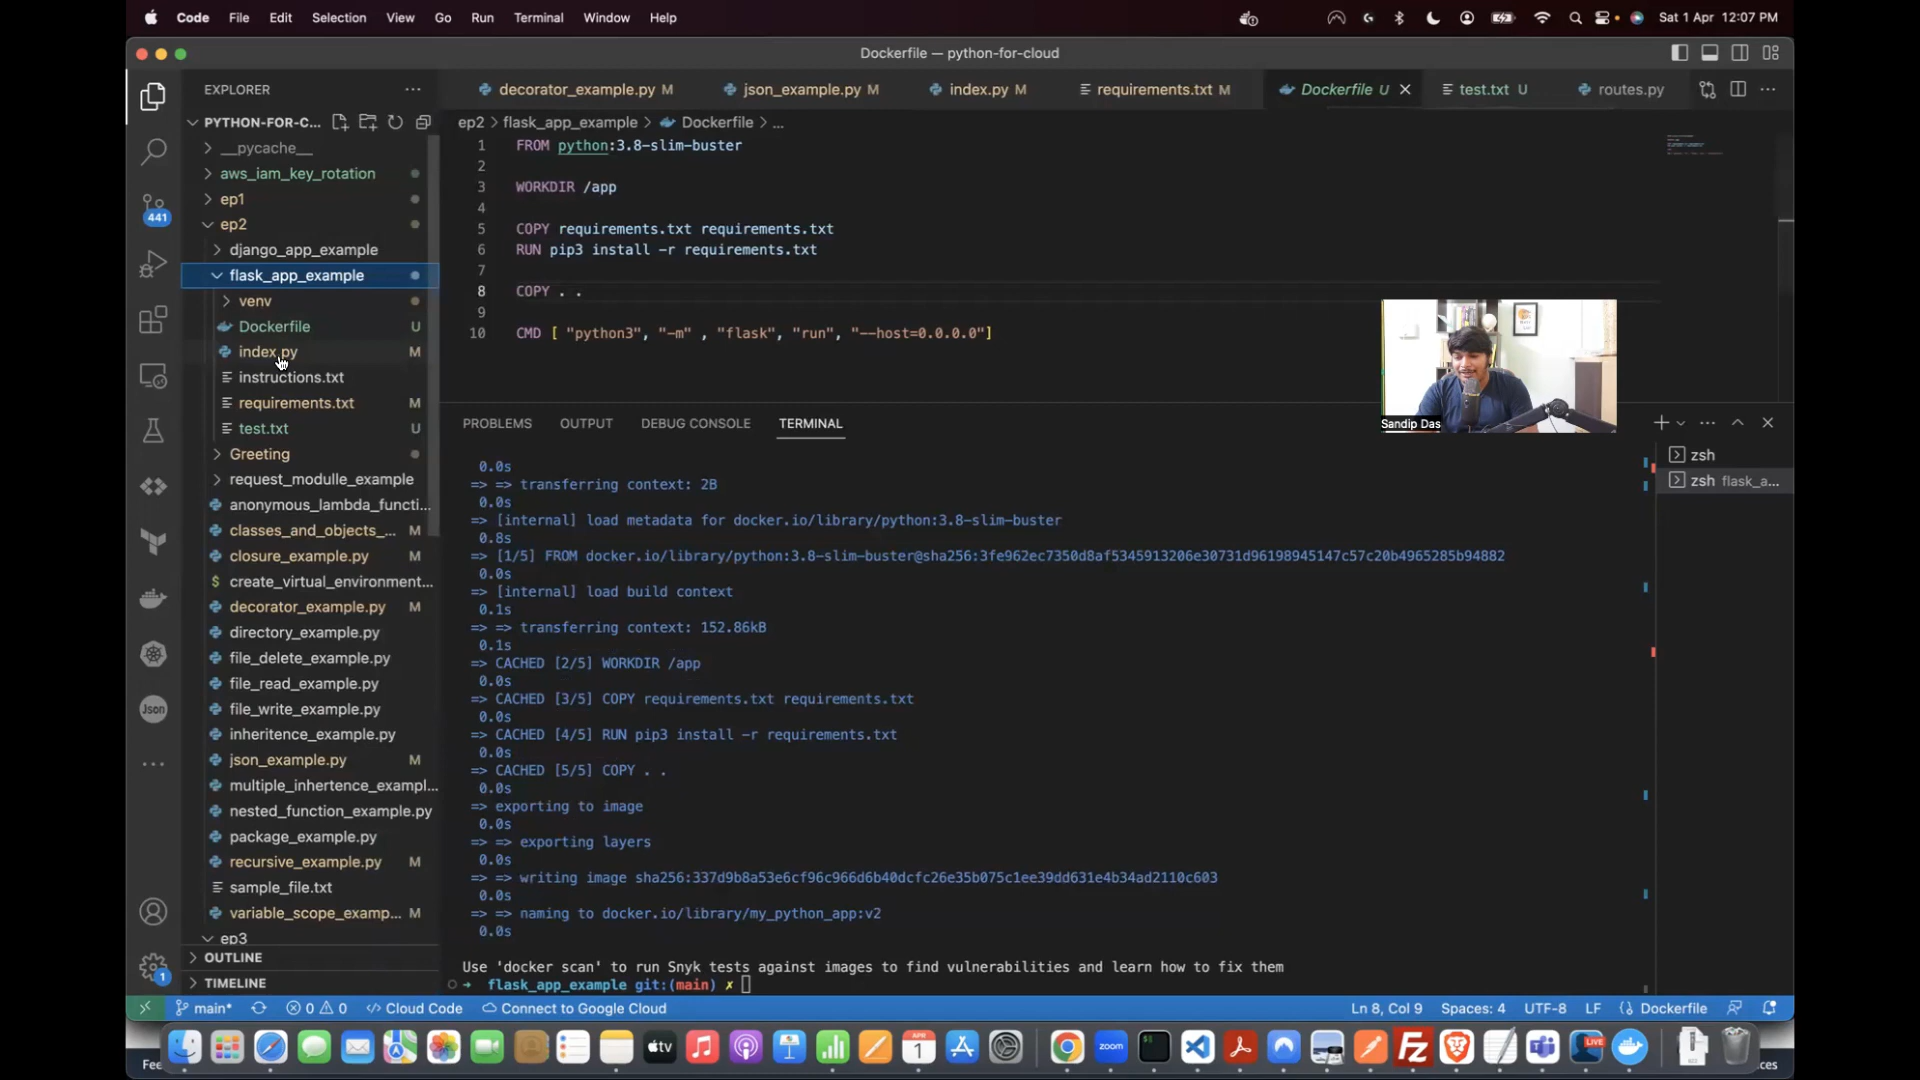 Code File Edit Selection View Go Run Terminal Window Help Sat 1 Apr 12:07 PM
Dockerfile — python-for-cloud
EXPLORER
decorator_example.py M json_example.py M index.py M requirements.txt M Dockerfile U test.txt U routes.py
PYTHON-FOR-C...
ep2 > flask_app_example > Dockerfile > ...
__pycache__
aws_iam_key_rotation
ep1
ep2
django_app_example
flask_app_example
venv
Dockerfile U
index.py M
instructions.txt
requirements.txt M
test.txt U
Greeting
request_modulle_example
anonymous_lambda_functi...
classes_and_objects_... M
closure_example.py M
create_virtual_environment...
decorator_example.py M
directory_example.py
file_delete_example.py
file_read_example.py
file_write_example.py
inheritence_example.py
json_example.py M
multiple_inhertence_exampl...
nested_function_example.py
package_example.py
recursive_example.py M
sample_file.txt
variable_scope_examp... M
ep3
OUTLINE
TIMELINE
441
Json
1
1 FROM python:3.8-slim-buster
2
3 WORKDIR /app
4
5 COPY requirements.txt requirements.txt
6 RUN pip3 install -r requirements.txt
7
8 COPY . .
9
10 CMD [ "python3", "-m" , "flask", "run", "--host=0.0.0.0"]
Sandip Das
PROBLEMS OUTPUT DEBUG CONSOLE TERMINAL
zsh
zsh flask_a...
0.0s
=> => transferring context: 2B
0.0s
=> [internal] load metadata for docker.io/library/python:3.8-slim-buster
0.8s
=> [1/5] FROM docker.io/library/python:3.8-slim-buster@sha256:3fe962ec7350d8af5345913206e30731d96198945147c57c20b4965285b94882
0.0s
=> [internal] load build context
0.1s
=> => transferring context: 152.86kB
0.1s
=> CACHED [2/5] WORKDIR /app
0.0s
=> CACHED [3/5] COPY requirements.txt requirements.txt
0.0s
=> CACHED [4/5] RUN pip3 install -r requirements.txt
0.0s
=> CACHED [5/5] COPY . .
0.0s
=> exporting to image
0.0s
=> => exporting layers
0.0s
=> => writing image sha256:337d9b8a53e6cf96c966d6b40dcfc26e35b075c1ee39dd631e4b34ad2110c603
0.0s
=> => naming to docker.io/library/my_python_app:v2
0.0s
Use 'docker scan' to run Snyk tests against images to find vulnerabilities and learn how to fix them
flask_app_example git:(main) ✗
main* 0 0 Cloud Code Connect to Google Cloud Ln 8, Col 9 Spaces: 4 UTF-8 LF Dockerfile
tv APR 1 zoom LIVE